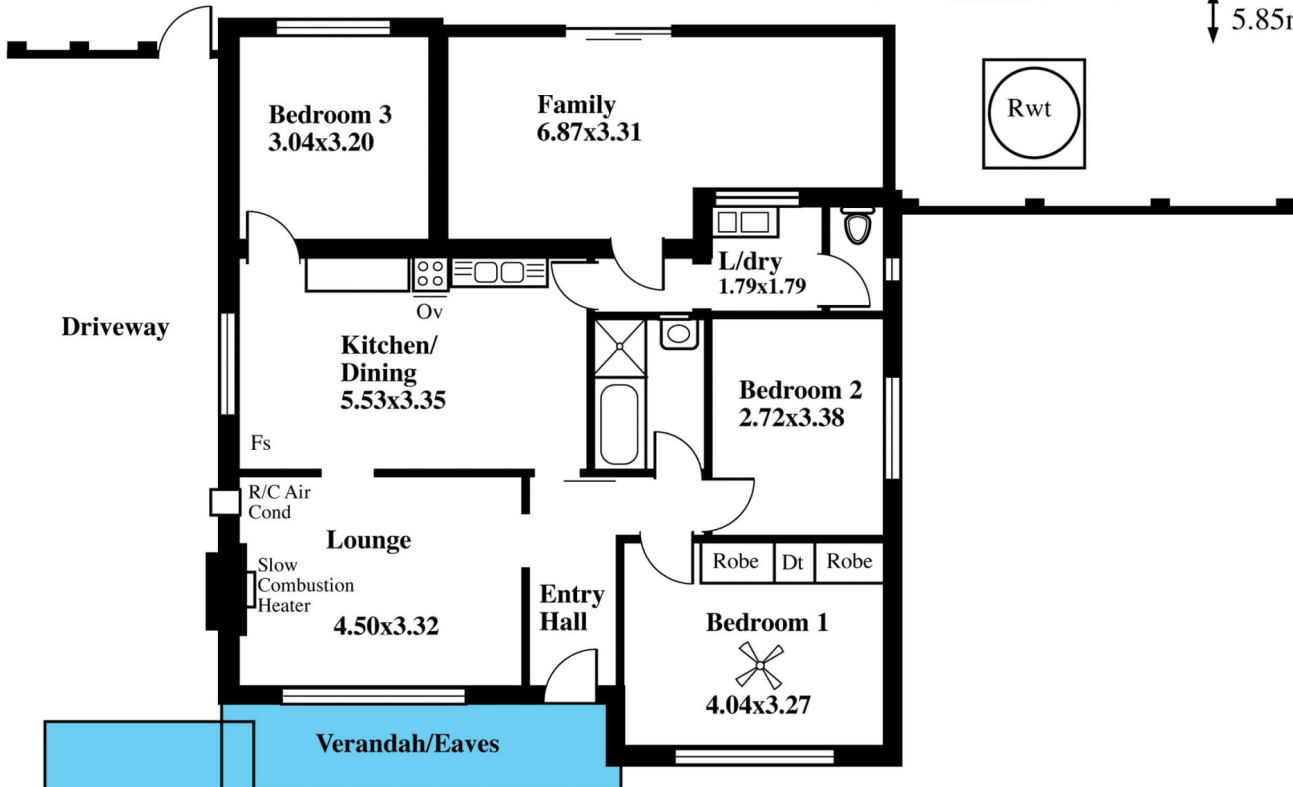 5.85
Bedroom 3
3.04x3.20
Family
6.87x3.31
Rwt
L/dry
1.79x1.79
Ov
Driveway
Kitchen/
Dining
5.53x3.35
Bedroom 2
2.72x3.38
Fs
R/C Air
Cond
Lounge
Slow
Combustion
Heater
4.50x3.32
Entry
Hall
Robe
Dt
Robe
Bedroom 1
4.04x3.27
Verandah/Eaves